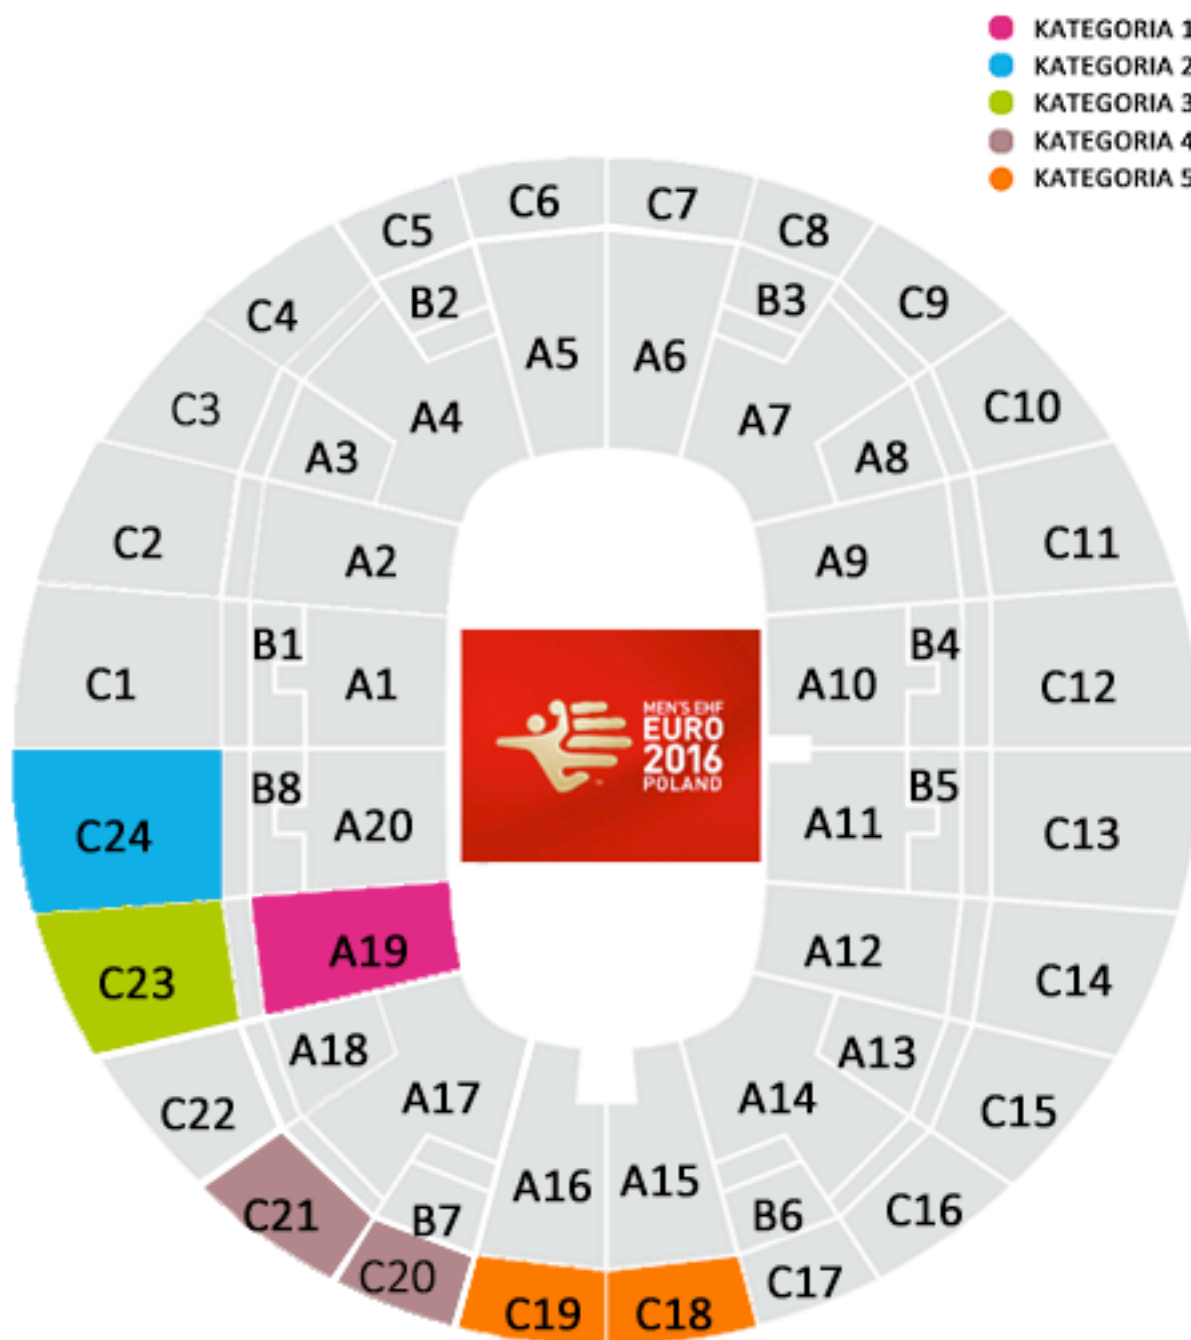 KATEGORIA 1
KATEGORIA 2
KATEGORIA 3
KATEGORIA 4
KATEGORIA 5
C6 C7
C5 C8
B2 B3
C4 C9
A5 A6
C3 C10
A4 A7
A3 A8
C2 C11
A2 A9
B1 B4
C1 A1 A10 C12
MEN'S EHF
EURO
2016
POLAND
B8 B5
C24 A20 A11 C13
A19 A12
C23 C14
A18 A13
A17 A14
C22 C15
A16 A15
C21 B7 B6 C16
C20 C17
C19 C18